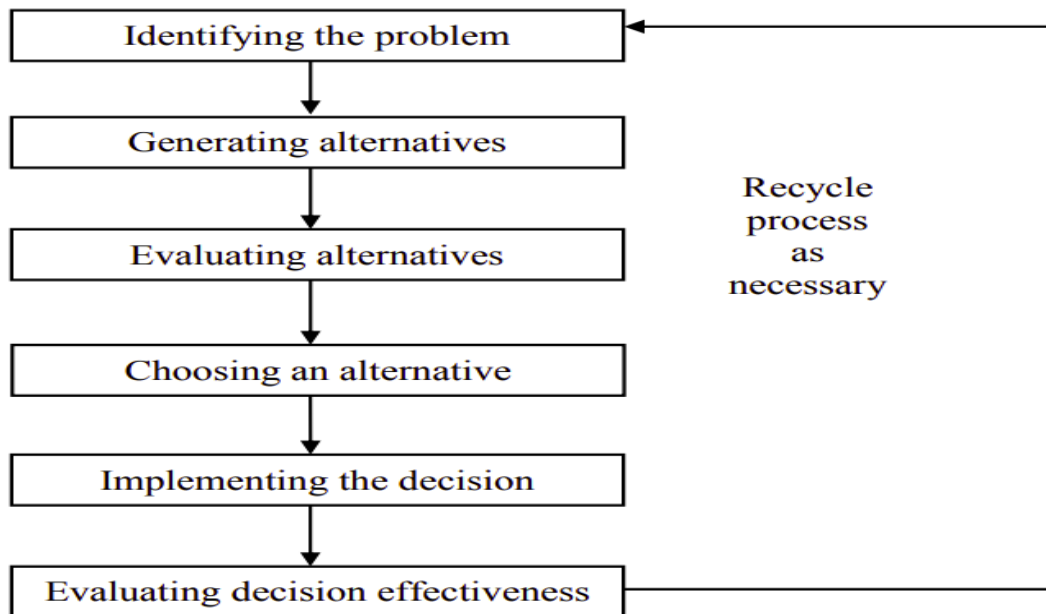 Identifying the problem
Generating alternatives
Evaluating alternatives
Choosing an alternative
Implementing the decision
Evaluating decision effectiveness
Recycle
process
as
necessary